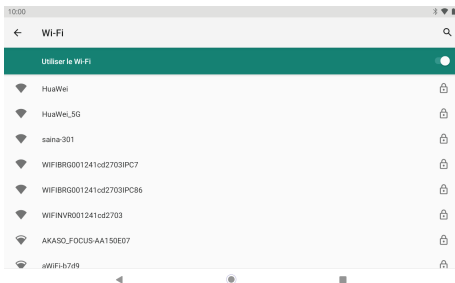 10:00
Wi-Fi
Utiliser le Wi-Fi
HuaWei
HuaWei_5G
saina-301
WIFIBRG001241cd2703IPC7
WIFIBRG001241cd2703IPC86
WIFINVR001241cd2703
AKASO_FOCUS-AA150E07
aWiFi-b7d9